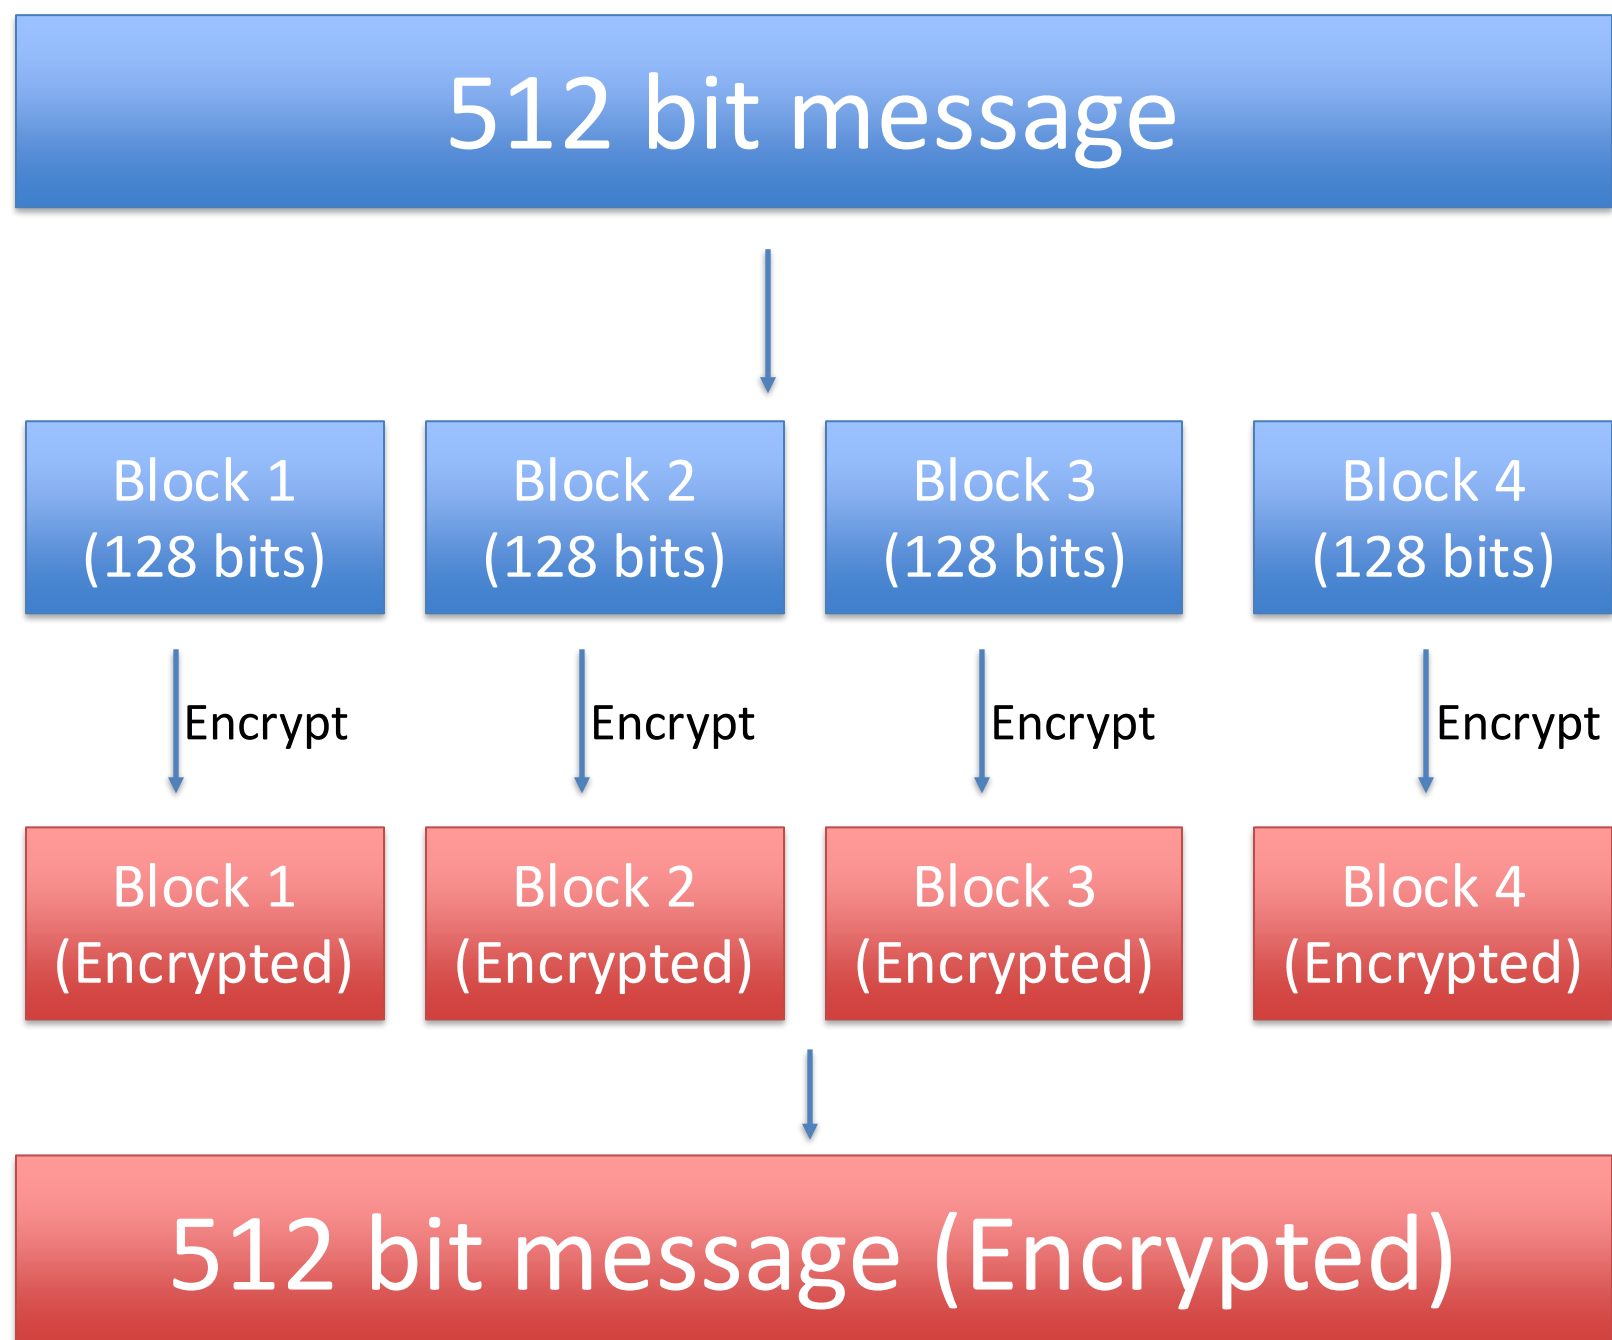 512 bit message
Block 1
(128 bits)
Block 2
(128 bits)
Block 3
(128 bits)
Block 4
(128 bits)
Encrypt
Encrypt
Encrypt
Encrypt
Block 1
(Encrypted)
Block 2
(Encrypted)
Block 3
(Encrypted)
Block 4
(Encrypted)
512 bit message (Encrypted)